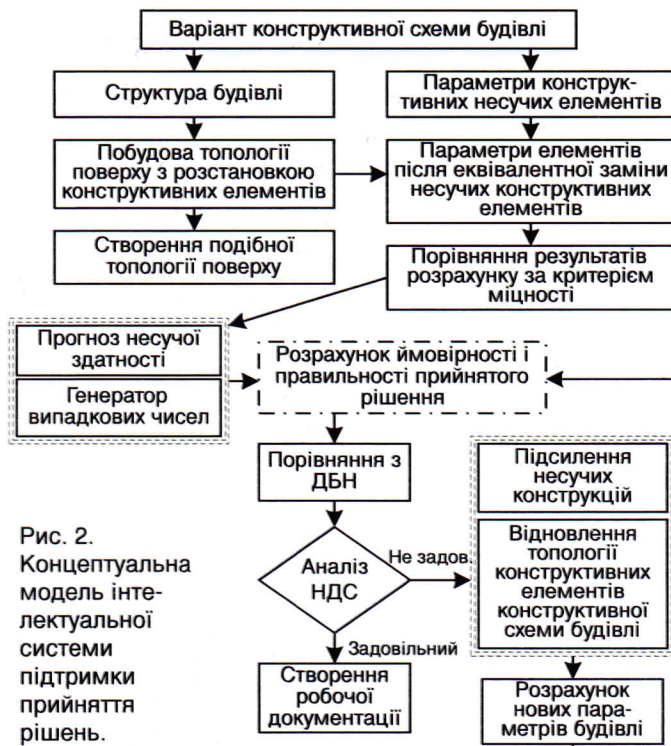 Варіант конструктивної схеми будівлі
Структура будівлі
Параметри конструк-
тивних несучих елементів
Побудова топології
поверху з розстановкою
конструктивних елементів
Параметри елементів
після еквівалентної заміни
несучих конструктивних
елементів
Створення подібної
топології поверху
Порівняння результатів
розрахунку за критерієм
міцності
Прогноз несучої
здатності
Генератор
випадкових чисел
Розрахунок ймовірності і
правильності прийнятого
рішення
Порівняння з
ДБН
Підсилення
несучих
конструкцій
Відновлення
топології
конструктивних
елементів
конструктивної
схеми будівлі
Аналіз
НДС
Не задов.
Задовільний
Створення
робочої
документації
Розрахунок
нових пара-
метрів будівлі
Рис. 2.
Концептуальна
модель інте-
лектуальної
системи
підтримки
прийняття
рішень.